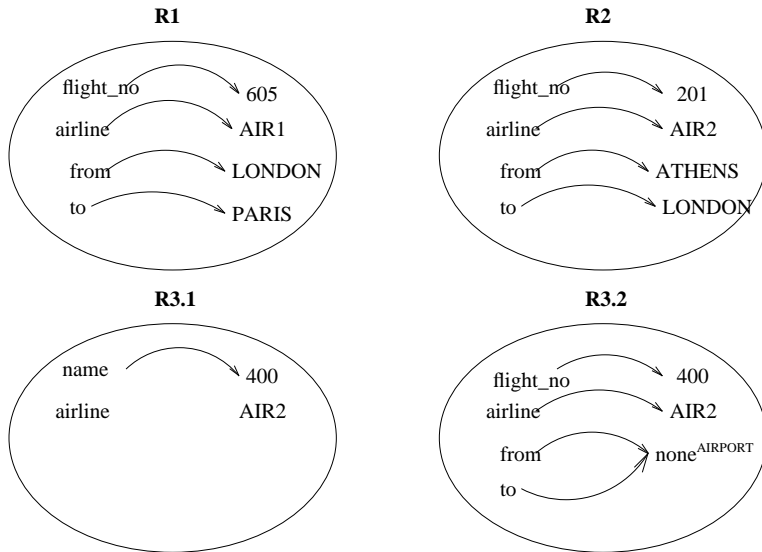 R1
flight_no 605
airline AIR1
from LONDON
to PARIS
R2
flight_no 201
airline AIR2
from ATHENS
to LONDON
R3.1
name 400
airline AIR2
R3.2
flight_no 400
airline AIR2
from none^AIRPORT
to